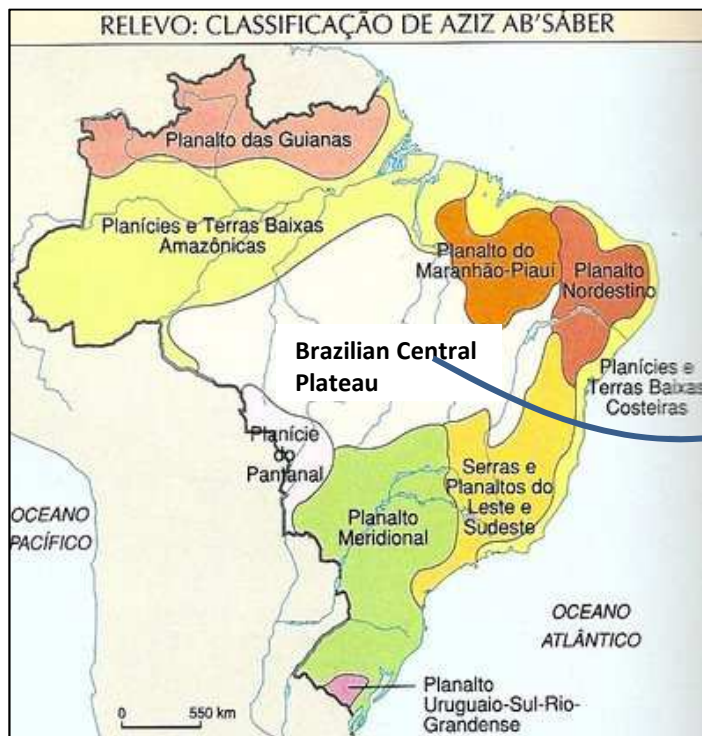 RELEVO: CLASSIFICAÇÃO DE AZIZ AB'SÁBER
Planalto das Guianas
Planícies e Terras Baixas
Amazônicas
Planalto do
Maranhão-Piauí
Planalto
Nordestino
Brazilian Central
Plateau
Planícies e
Terras Baixas
Costeiras
Planície
do
Pantanal
Serras e
Planaltos do
Leste e
Sudeste
Planalto
Meridional
OCEANO
PACÍFICO
OCEANO
ATLÂNTICO
Planalto
Uruguaio-Sul-Rio-
Grandense
0 550 km